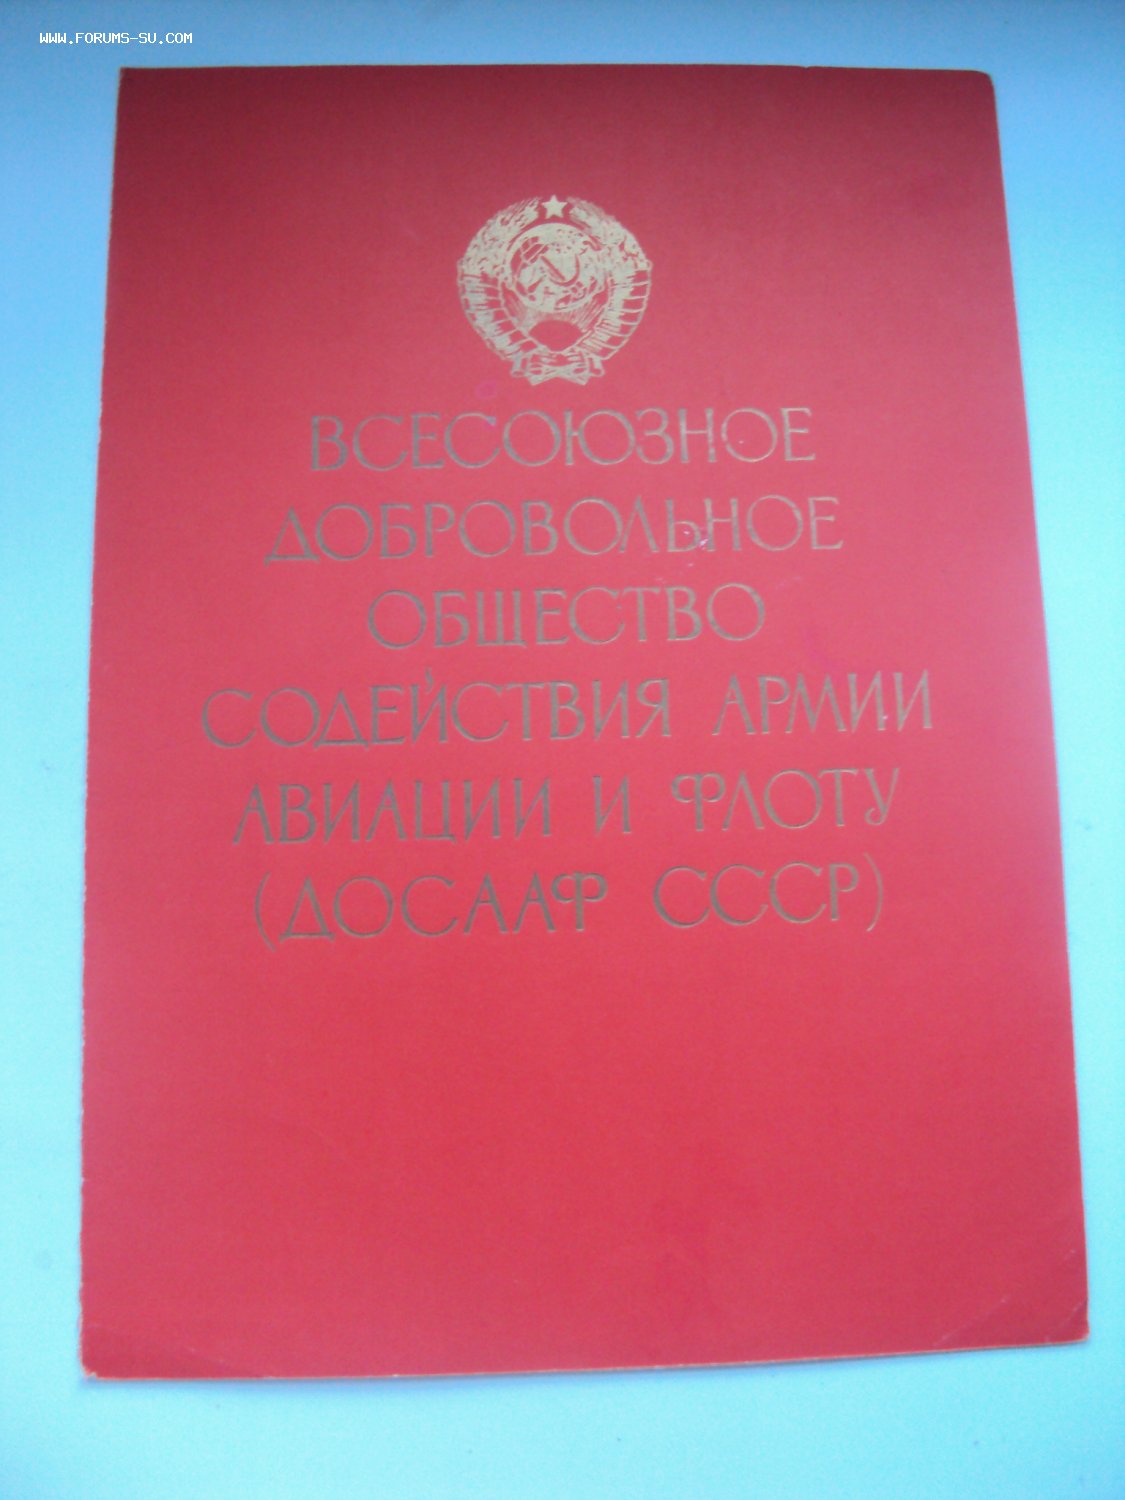 WWW.FORUMS-SU.COM
ВСЕСОЮЗНОЕ
ДОБРОВОЛЬНОЕ
ОБЩЕСТВО
СОДЕЙСТВИЯ АРМИИ
АВИАЦИИ И ФЛОТУ
(ДОСААФ СССР)